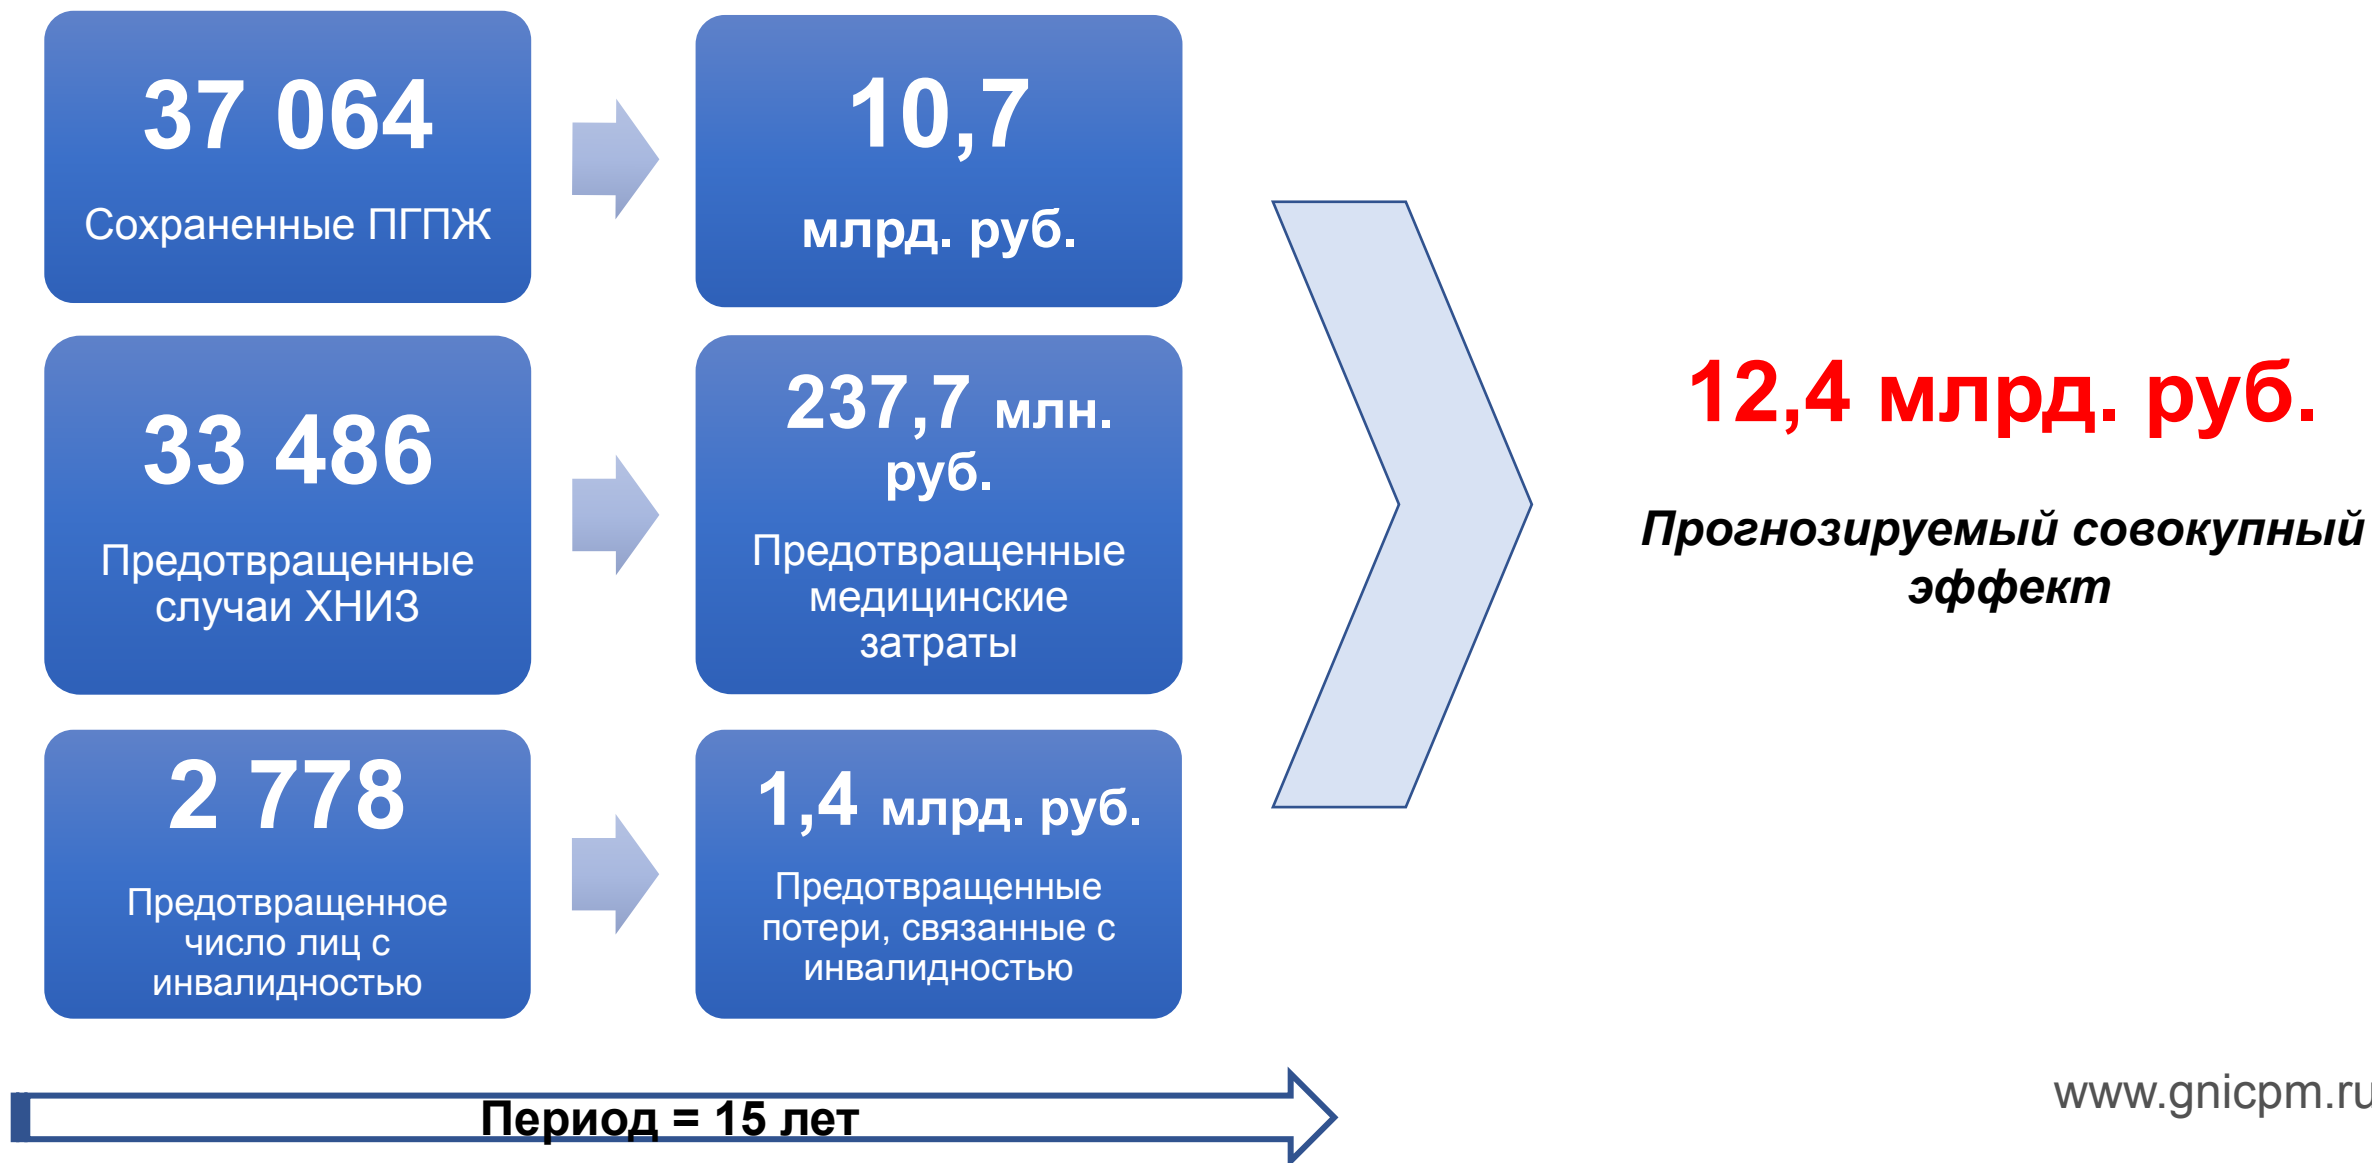 37 064
Сохраненные ПГПЖ
10,7
млрд. руб.
33 486
Предотвращенные
случаи ХНИЗ
237,7 млн.
руб.
Предотвращенные
медицинские
затраты
2 778
Предотвращенное
число лиц с
инвалидностью
1,4 млрд. руб.
Предотвращенные
потери, связанные с
инвалидностью
12,4 млрд. руб.
Прогнозируемый совокупный
эффект
Период = 15 лет
www.gnicpm.ru